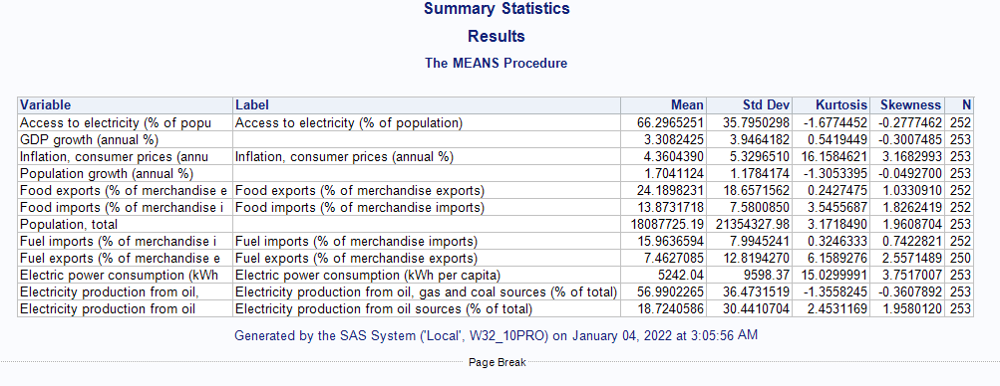 Summary Statistics
Results
The MEANS Procedure
Variable Label Mean Std Dev Kurtosis Skewness N
Access to electricity (% of popu Access to electricity (% of population) 66.2965251 35.7950298 -1.6774452 -0.2777462 252
GDP growth (annual %) 3.3082425 3.9464182 0.5419449 -0.3007485 253
Inflation, consumer prices (annu Inflation, consumer prices (annual %) 4.3604390 5.3296510 16.1584621 3.1682993 253
Population growth (annual %) 1.7041124 1.1784174 -1.3053395 -0.0492700 253
Food exports (% of merchandise e Food exports (% of merchandise exports) 24.1898231 18.6571562 0.2427475 1.0330910 252
Food imports (% of merchandise i Food imports (% of merchandise imports) 13.8731718 7.5800850 3.5455687 1.8262419 252
Population, total 18087725.19 21354327.98 3.1718490 1.9608704 253
Fuel imports (% of merchandise i Fuel imports (% of merchandise imports) 15.9636594 7.9945241 0.3246333 0.7422821 252
Fuel exports (% of merchandise e Fuel exports (% of merchandise exports) 7.4627085 12.8194270 6.1589276 2.5571489 250
Electric power consumption (kWh Electric power consumption (kWh per capita) 5242.04 9598.37 15.0299991 3.7517007 253
Electricity production from oil, Electricity production from oil, gas and coal sources (% of total) 56.9902265 36.4731519 -1.3558245 -0.3607892 253
Electricity production from oil Electricity production from oil sources (% of total) 18.7240586 30.4410704 2.4531169 1.9580120 253
Generated by the SAS System ('Local', W32_10PRO) on January 04, 2022 at 3:05:56 AM
Page Break